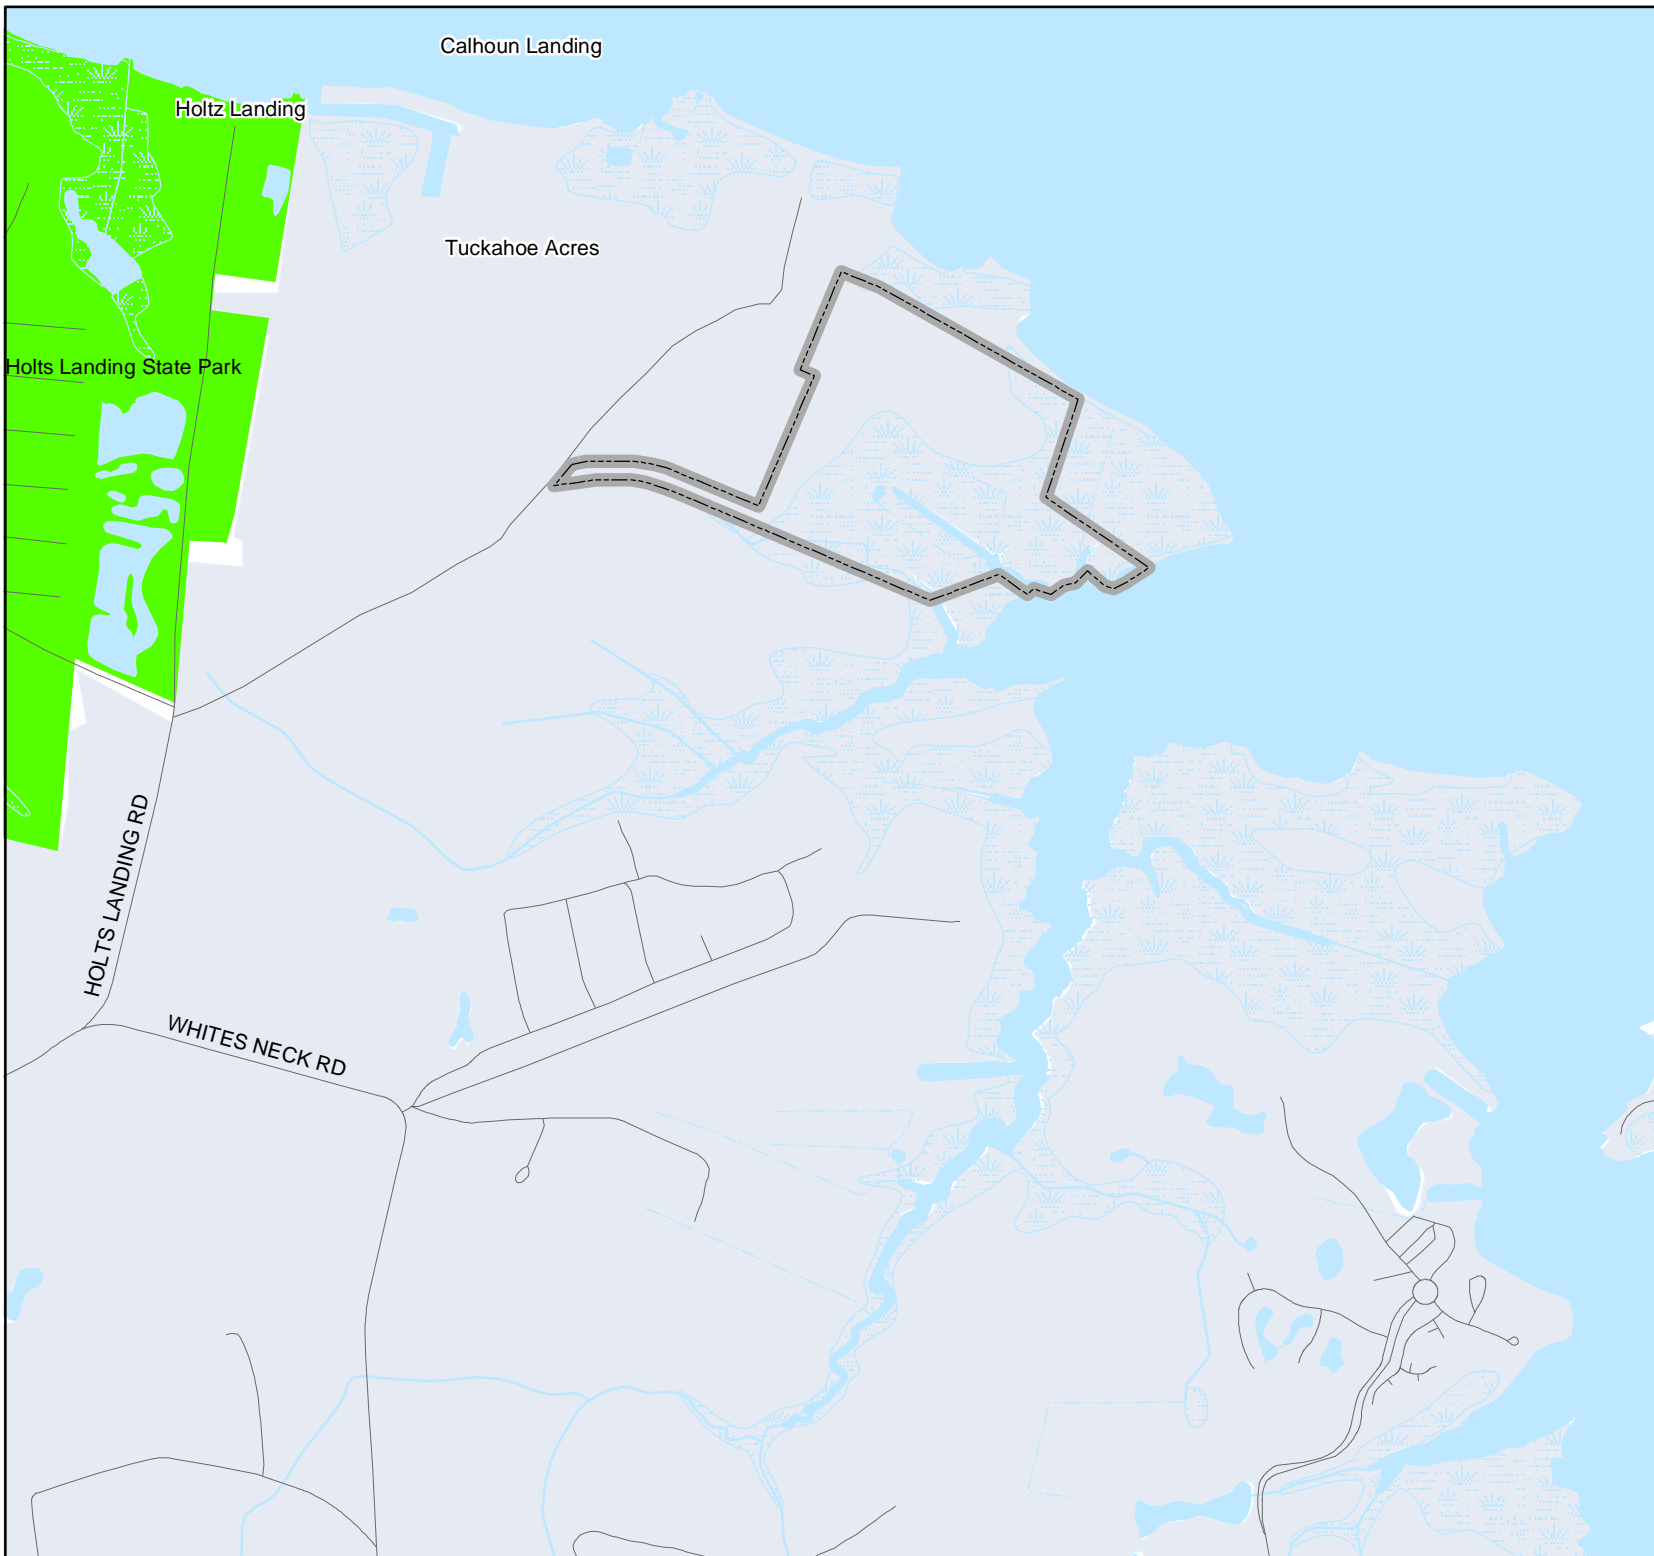 Calhoun Landing
Holtz Landing
Tuckahoe Acres
Holts Landing State Park
HOLTS LANDING RD
WHITES NECK RD